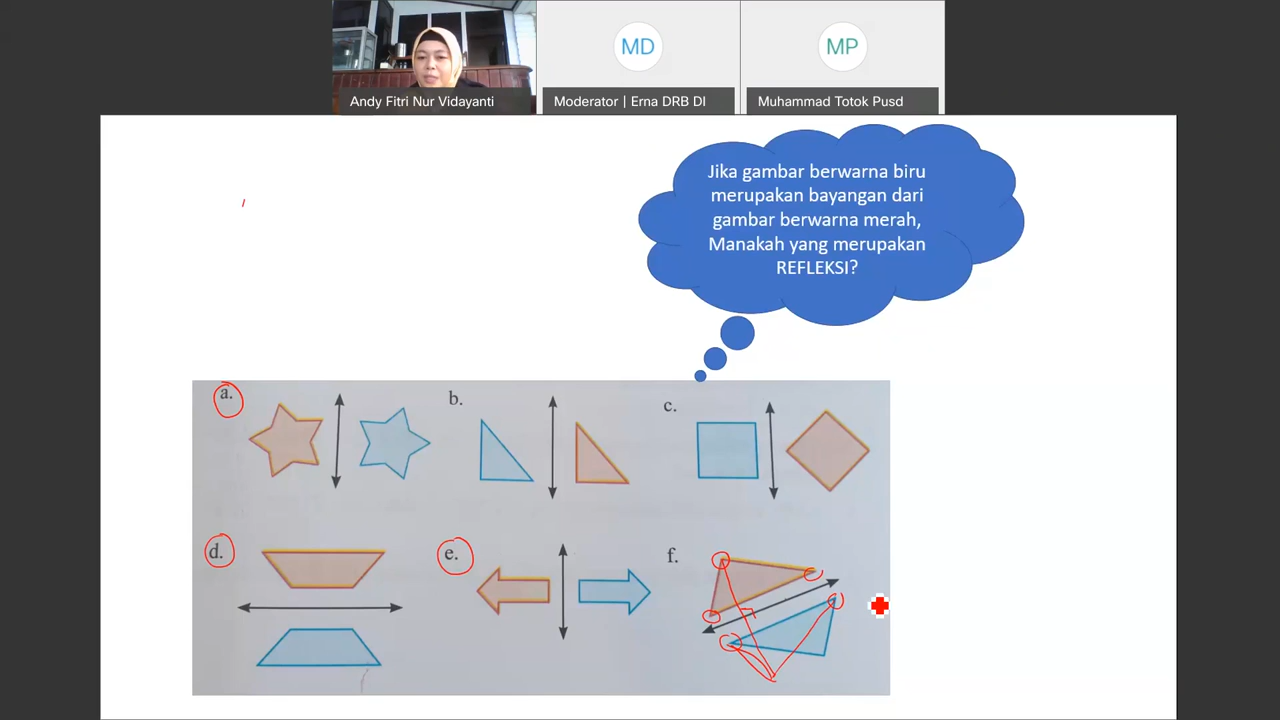 MD
MP
Andy Fitri Nur Vidayanti
Moderator | Erna DRB DI
Muhammad Totok Pusd
Jika gambar berwarna biru
merupakan bayangan dari
gambar berwarna merah,
Manakah yang merupakan
REFLEKSI?
a.
b.
c.
d.
e.
f.